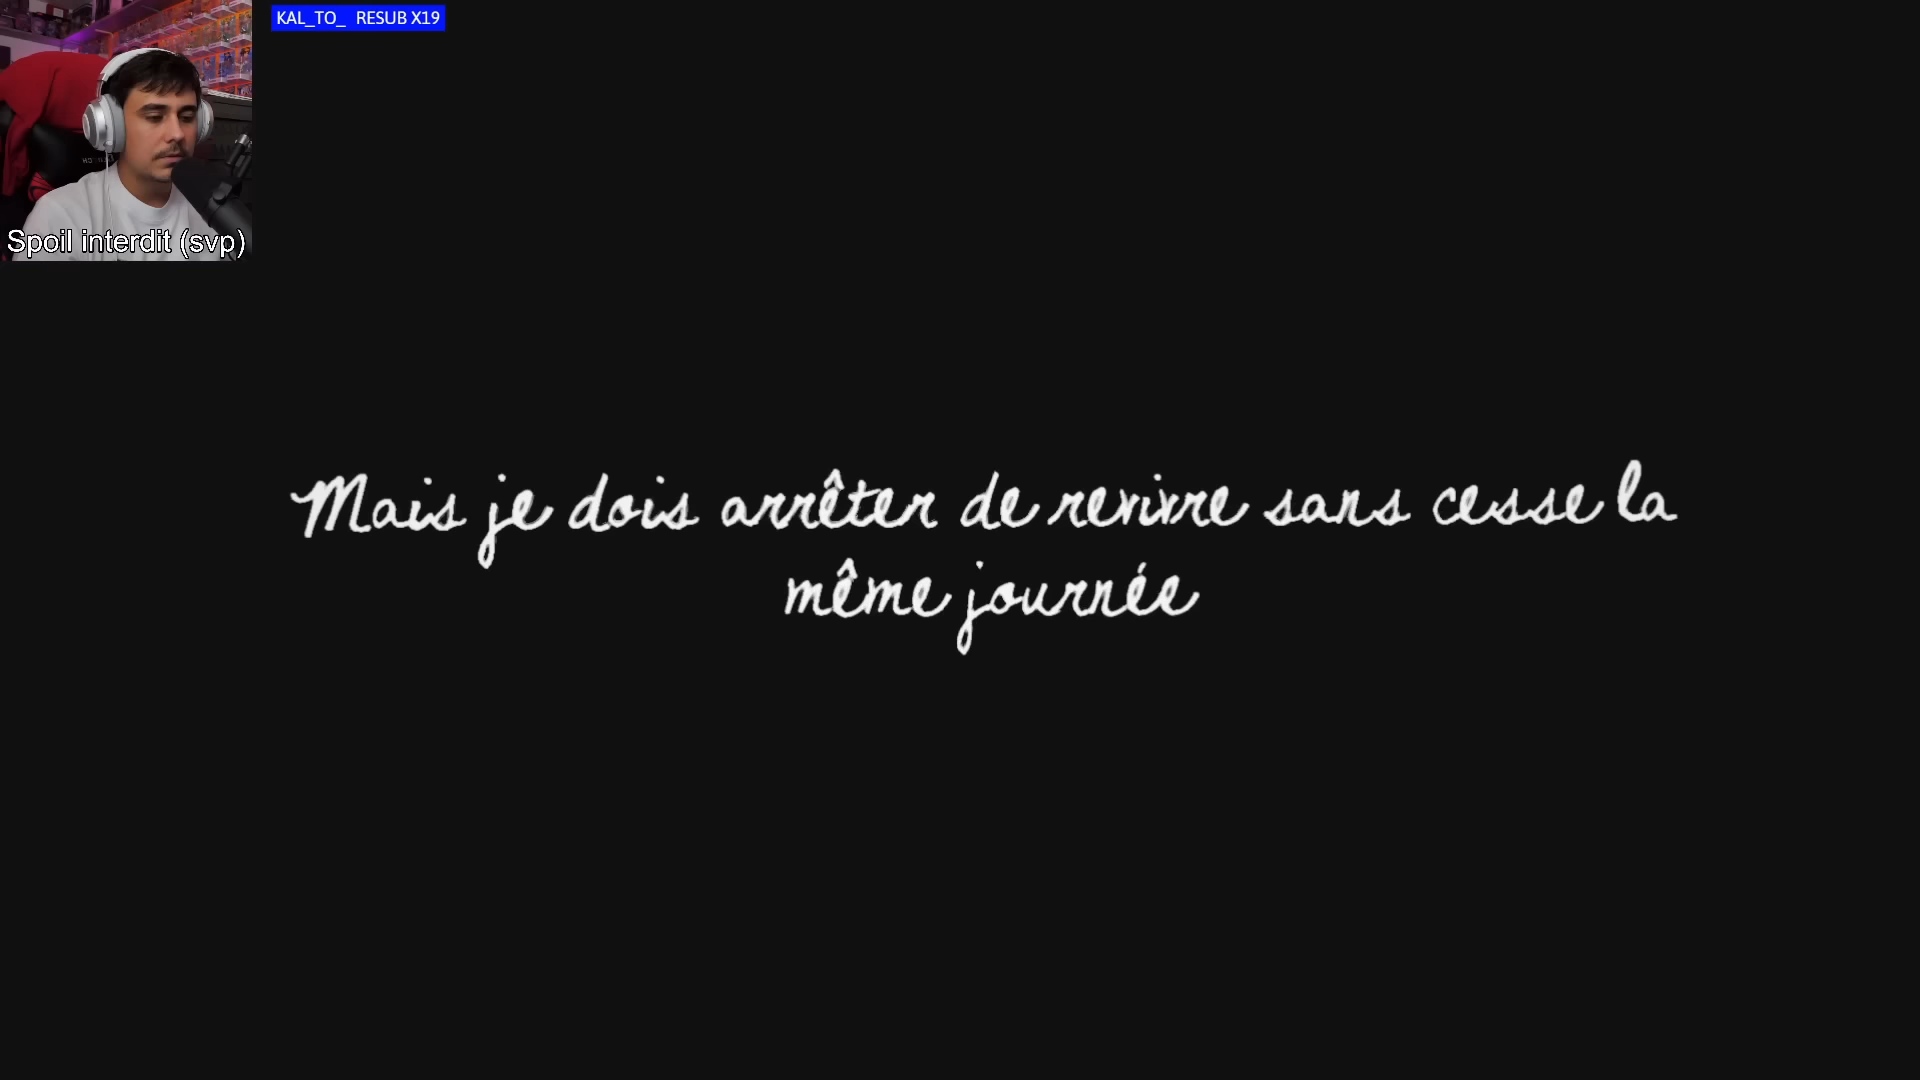 KAL_TO_ RESUB X19
Spoil interdit (svp)
Mais je dois arrêter de revivre sans cesse la
même journée